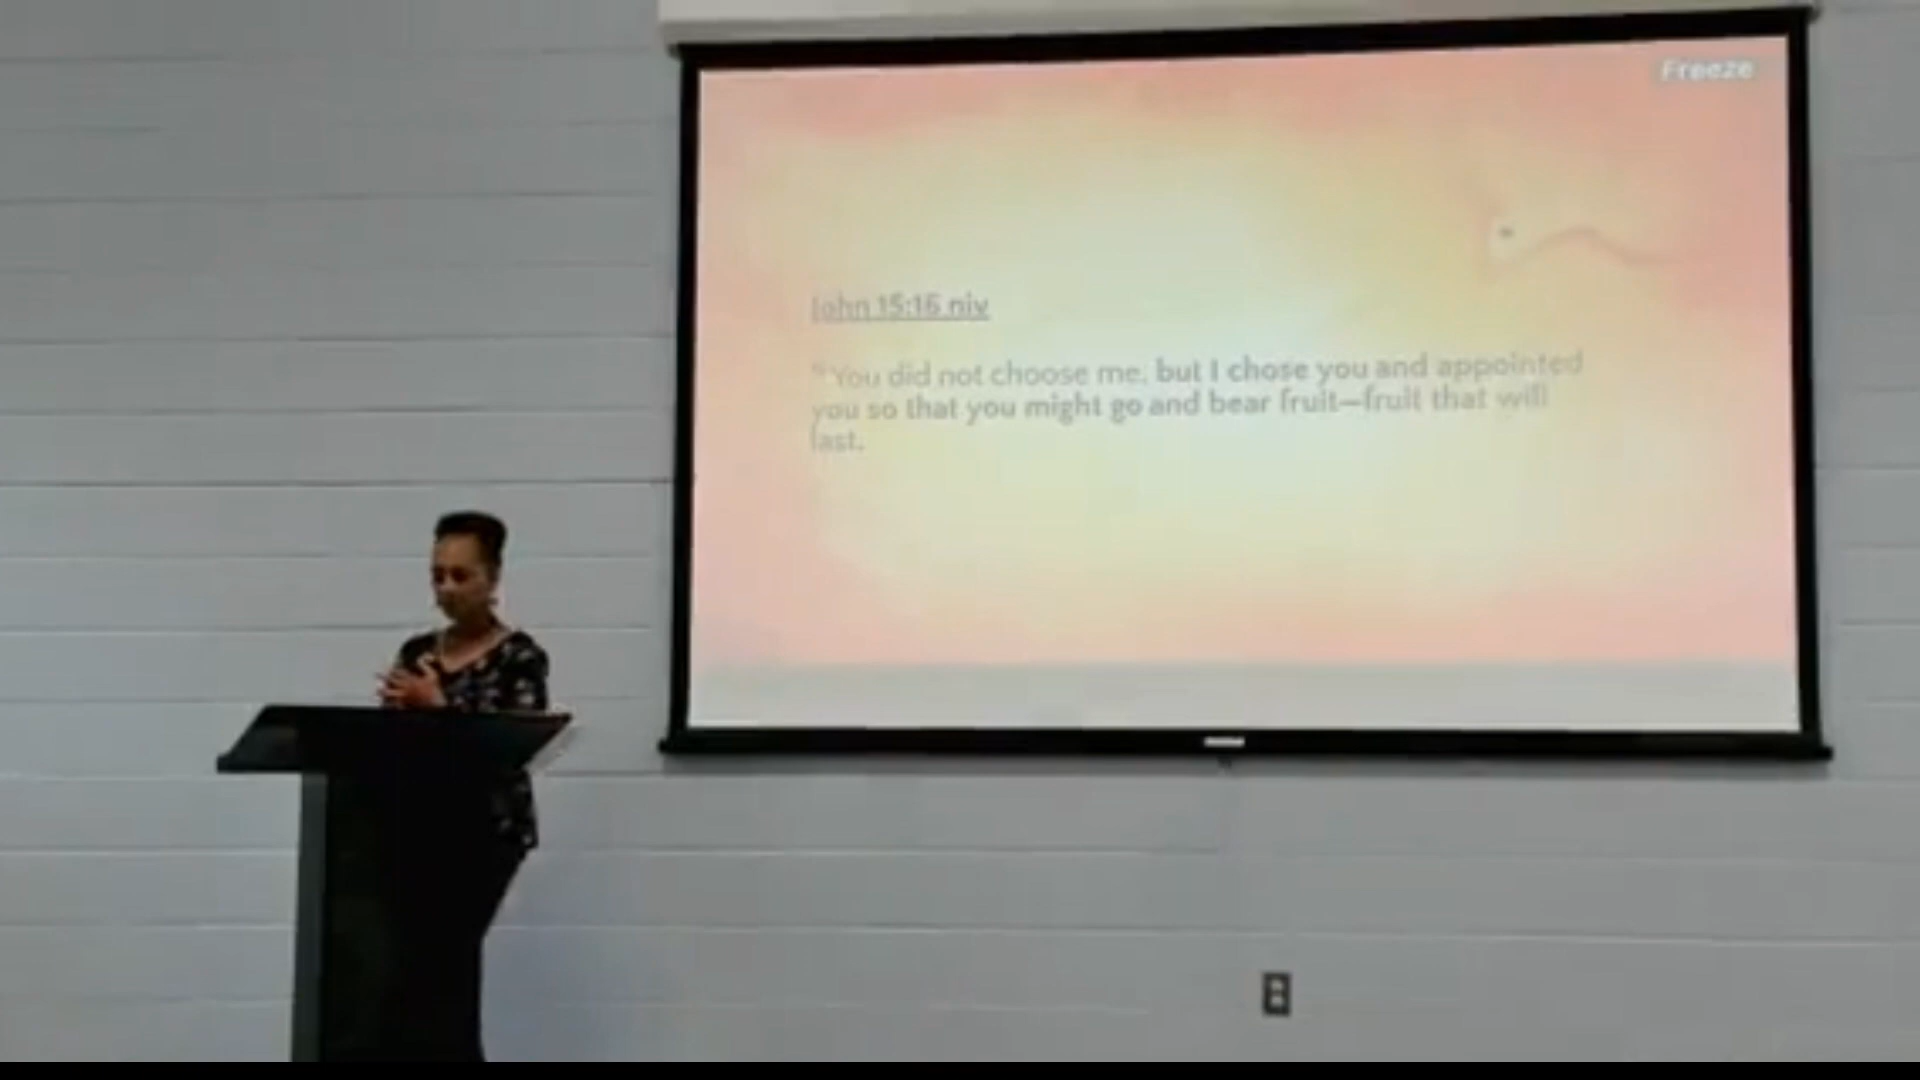 Freeze
John 15:16 niv
You did not choose me, but I chose you and appointed
you so that you might go and bear fruit—fruit that will
last.